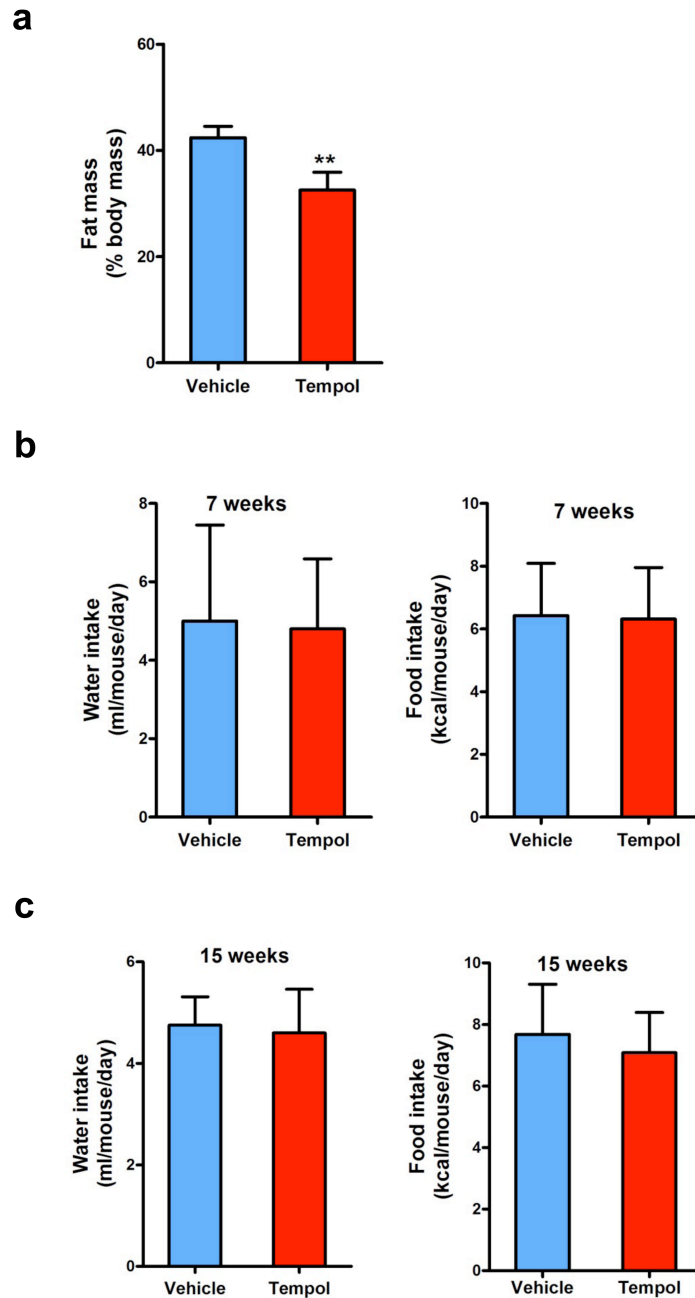 a
Fat mass
(% body mass)
60
40
20
0
**
Vehicle
Tempol
b
7 weeks
Water intake
(ml/mouse/day)
8
6
4
2
0
Vehicle
Tempol
7 weeks
Food intake
(kcal/mouse/day)
10
8
6
4
2
0
Vehicle
Tempol
c
15 weeks
Water intake
(ml/mouse/day)
6
4
2
0
Vehicle
Tempol
15 weeks
Food intake
(kcal/mouse/day)
10
8
6
4
2
0
Vehicle
Tempol